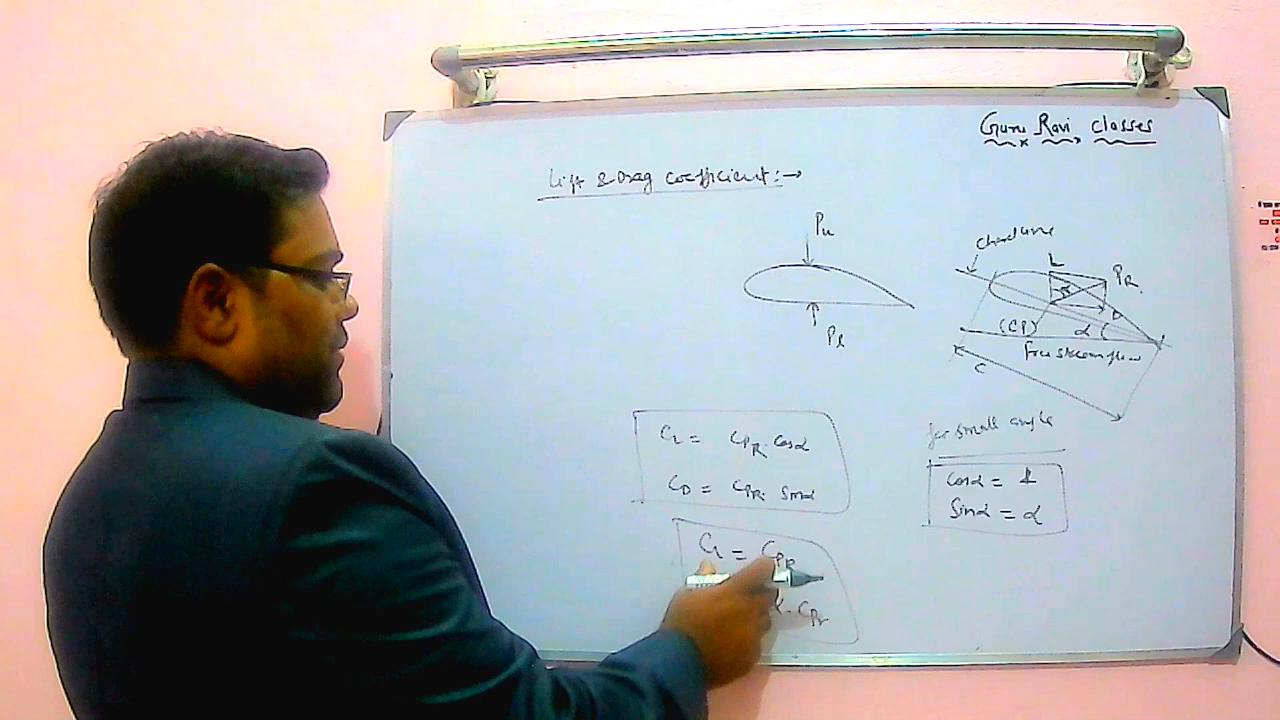 Guru Ravi classes
Lift & Drag coefficient:→
Pu
Pl
Chord line
L
PR
D
(CP)
α
Free stream flow
C
CL = CPR. Cosα
CD = CPR. Sinα
for small angle
Cosα = 1
Sinα = α
CL = CPR
α. CPr